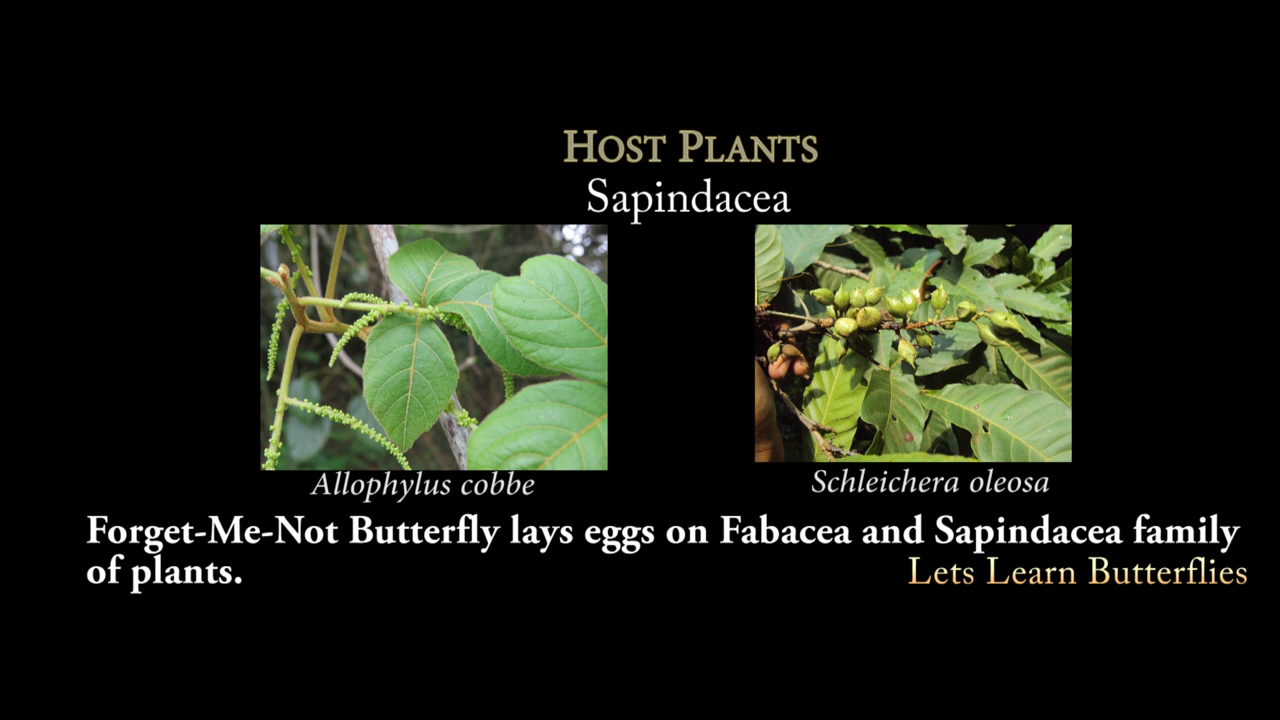 HOST PLANTS
Sapindacea
Allophylus cobbe
Schleichera oleosa
Forget-Me-Not Butterfly lays eggs on Fabacea and Sapindacea family
of plants.
Lets Learn Butterflies